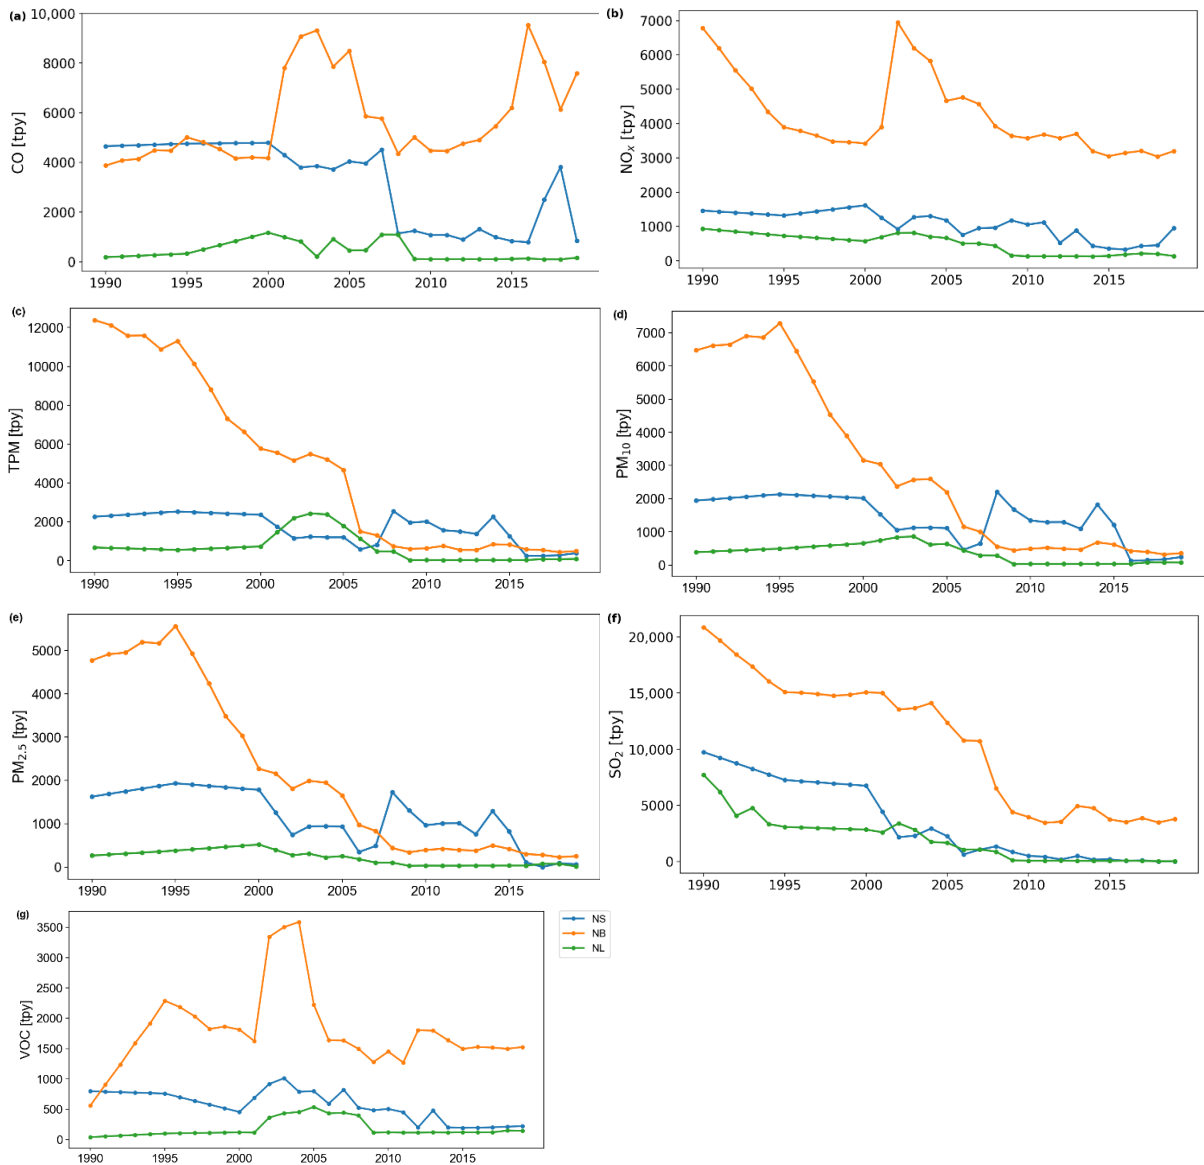 (a)
CO [tpy]
10,000
8000
6000
4000
2000
0
1990 1995 2000 2005 2010 2015
(b)
NOx [tpy]
7000
6000
5000
4000
3000
2000
1000
0
1990 1995 2000 2005 2010 2015
(c)
TPM [tpy]
12000
10000
8000
6000
4000
2000
0
1990 1995 2000 2005 2010 2015
(d)
PM10 [tpy]
7000
6000
5000
4000
3000
2000
1000
0
1990 1995 2000 2005 2010 2015
(e)
PM2.5 [tpy]
5000
4000
3000
2000
1000
0
1990 1995 2000 2005 2010 2015
(f)
SO2 [tpy]
20,000
15,000
10,000
5000
0
1990 1995 2000 2005 2010 2015
(g)
VOC [tpy]
3500
3000
2500
2000
1500
1000
500
0
1990 1995 2000 2005 2010 2015
NS
NB
NL